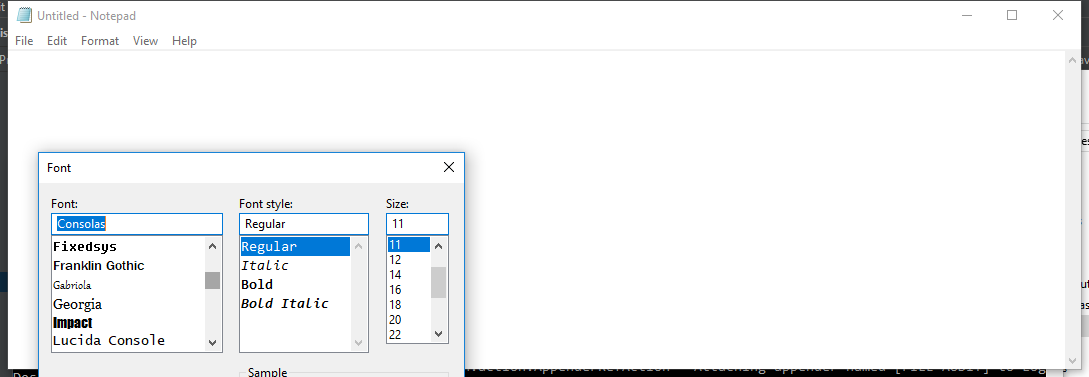 Untitled - Notepad
File Edit Format View Help
Font
Font: Font style: Size:
Consolas Regular 11
Fixedsys
Franklin Gothic
Gabriola
Georgia
Impact
Lucida Console
Regular
Italic
Bold
Bold Italic
11
12
14
16
18
20
22
Sample